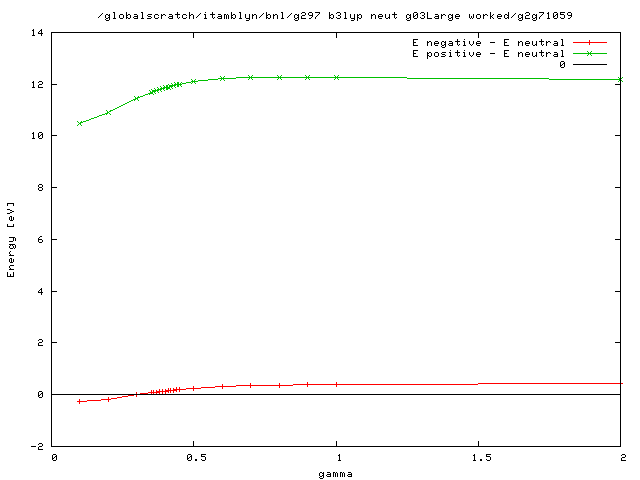 /globalscratch/itamblyn/bnl/g297 b3lyp neut g03Large worked/g2g71059
E negative - E neutral
E positive - E neutral
0
14
12
10
8
6
4
2
0
-2
Energy [eV]
0 0.5 1 1.5 2
gamma